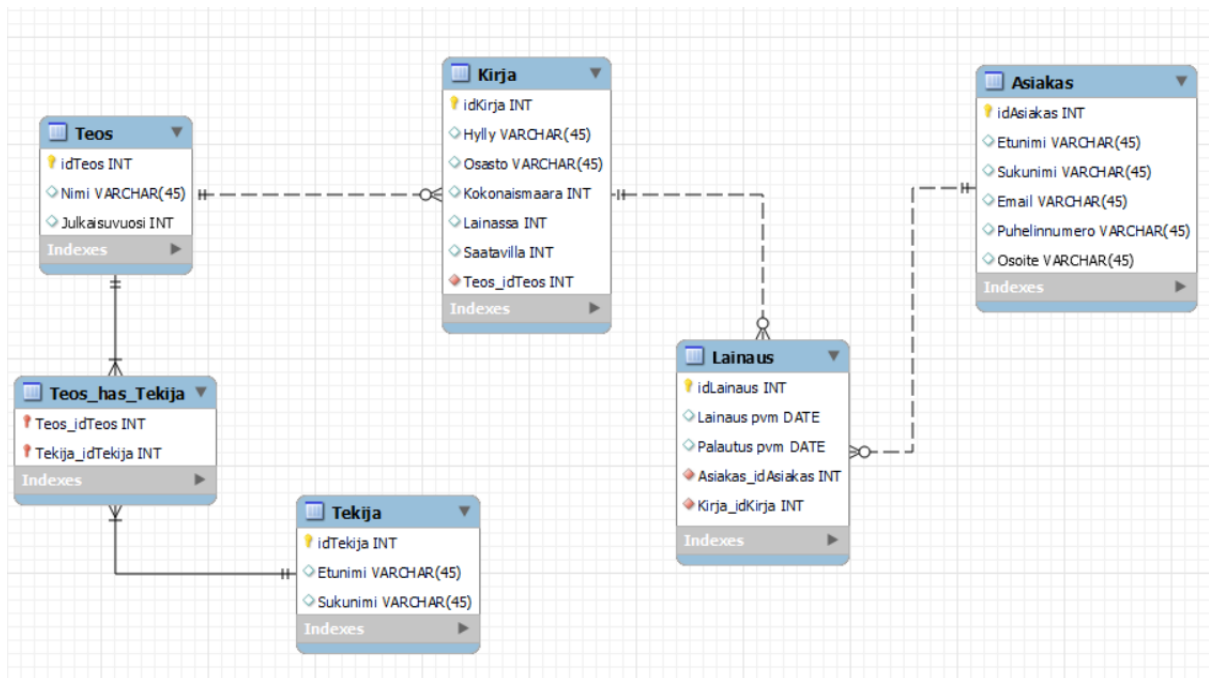 Teos
idTeos INT
Nimi VARCHAR(45)
Julkaisuvuosi INT
Indexes
Kirja
idKirja INT
Hylly VARCHAR(45)
Osasto VARCHAR(45)
Kokonaismaara INT
Lainassa INT
Saatavilla INT
Teos_idTeos INT
Indexes
Asiakas
idAsiakas INT
Etunimi VARCHAR(45)
Sukunimi VARCHAR(45)
Email VARCHAR(45)
Puhelinnumero VARCHAR(45)
Osoite VARCHAR(45)
Indexes
Teos_has_Tekija
Teos_idTeos INT
Tekija_idTekija INT
Indexes
Lainaus
idLainaus INT
Lainaus pvm DATE
Palautus pvm DATE
Asiakas_idAsiakas INT
Kirja_idKirja INT
Indexes
Tekija
idTekija INT
Etunimi VARCHAR(45)
Sukunimi VARCHAR(45)
Indexes